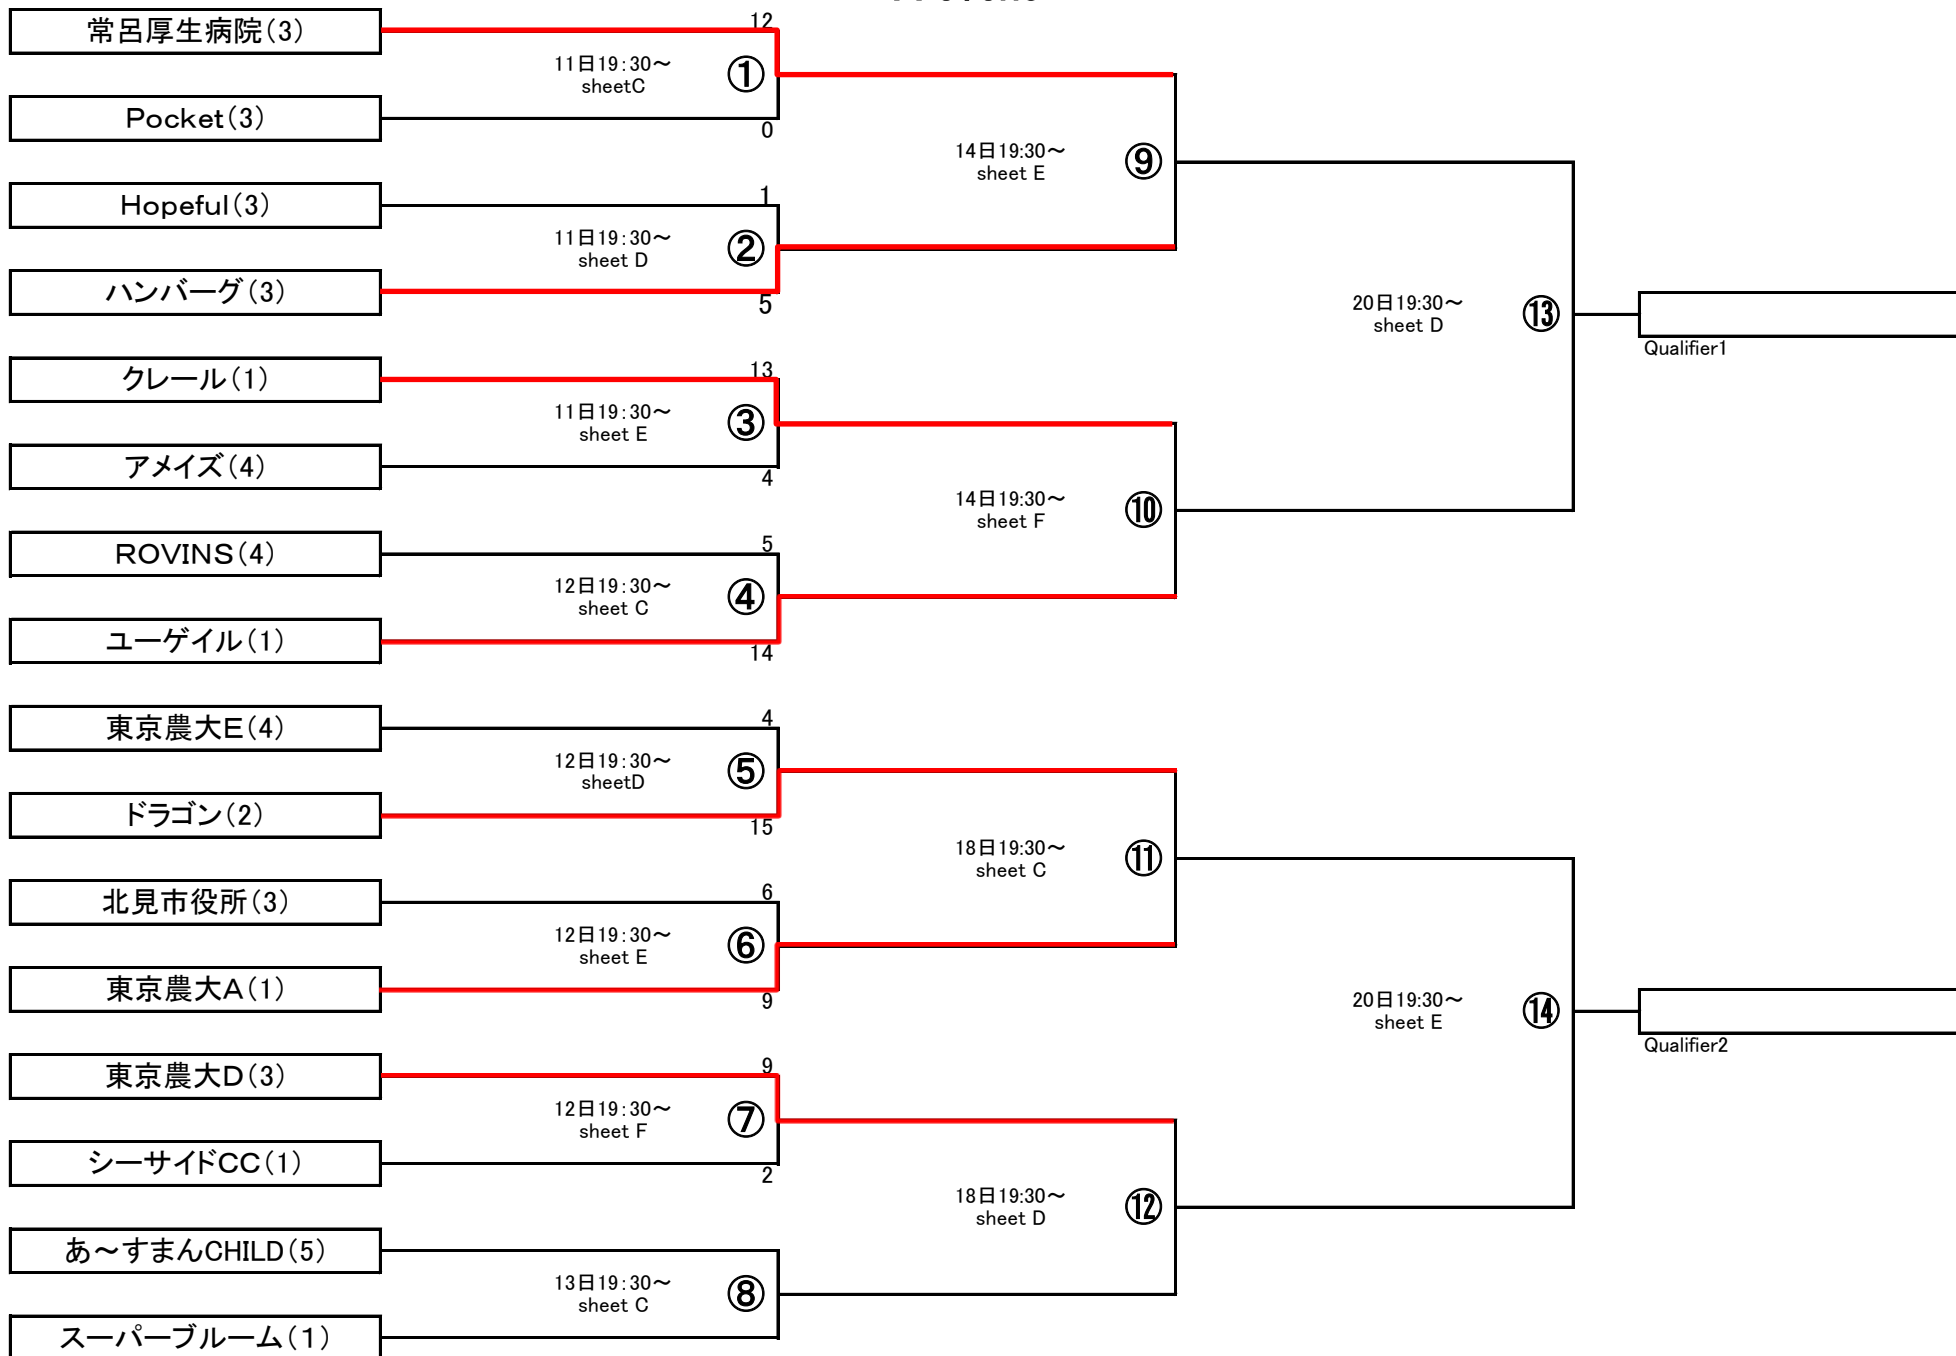 常呂厚生病院(3)
12
11日19:30～
sheetC
①
Pocket(3)
0
14日19:30～
sheet E
⑨
Hopeful(3)
1
11日19:30～
sheet D
②
ハンバーグ(3)
5
20日19:30～
sheet D
⑬
Qualifier1
クレール(1)
13
11日19:30～
sheet E
③
アメイズ(4)
4
14日19:30～
sheet F
⑩
ROVINS(4)
5
12日19:30～
sheet C
④
ユーゲイル(1)
14
東京農大E(4)
4
12日19:30～
sheetD
⑤
ドラゴン(2)
15
18日19:30～
sheet C
⑪
北見市役所(3)
6
12日19:30～
sheet E
⑥
東京農大A(1)
9
20日19:30～
sheet E
⑭
Qualifier2
東京農大D(3)
9
12日19:30～
sheet F
⑦
シーサイドCC(1)
2
18日19:30～
sheet D
⑫
あ～すまんCHILD(5)
13日19:30～
sheet C
⑧
スーパーブルーム(1)